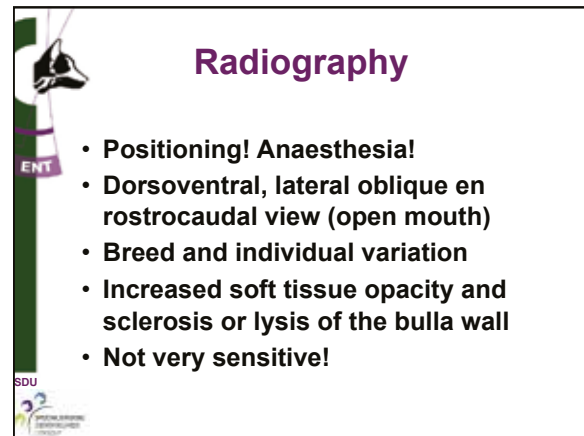 Radiography
• Positioning! Anaesthesia!
• Dorsoventral, lateral oblique en
rostrocaudal view (open mouth)
• Breed and individual variation
• Increased soft tissue opacity and
sclerosis or lysis of the bulla wall
• Not very sensitive!
ENT
SDU